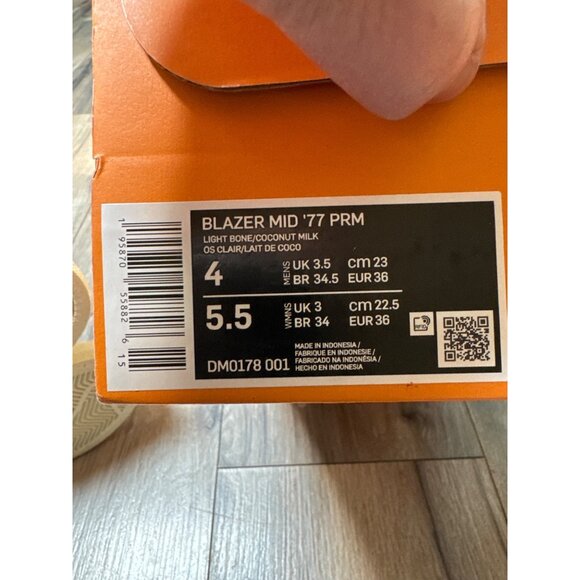 BLAZER MID '77 PRM
LIGHT BONE/COCONUT MILK
OS CLAIR/LAIT DE COCO
4 MENS UK 3.5 cm 23
BR 34.5 EUR 36
5.5 WMNS UK 3 cm 22.5
BR 34 EUR 36
DM0178 001
MADE IN INDONESIA/
FABRIQUE EN INDONESIE/
FABRICADO NA INDONÉSIA/
HECHO EN INDONESIA
1 95870 55882 6 15